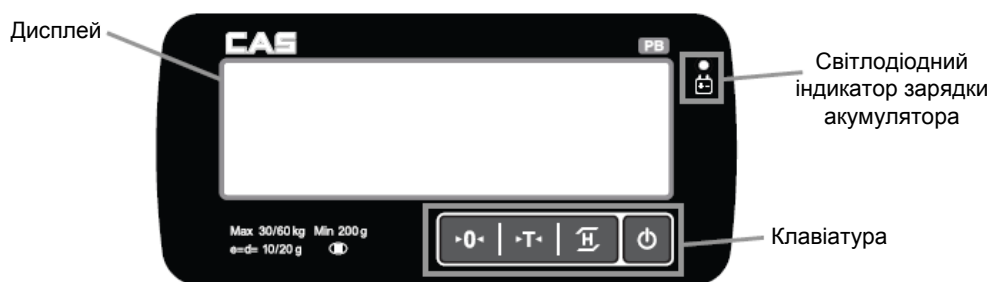 Дисплей
CAS
PB
Світлодіодний
індикатор зарядки
акумулятора
Max 30/60 kg Min 200 g
e=d= 10/20 g
▸0◂ ▸T◂ H
Клавіатура